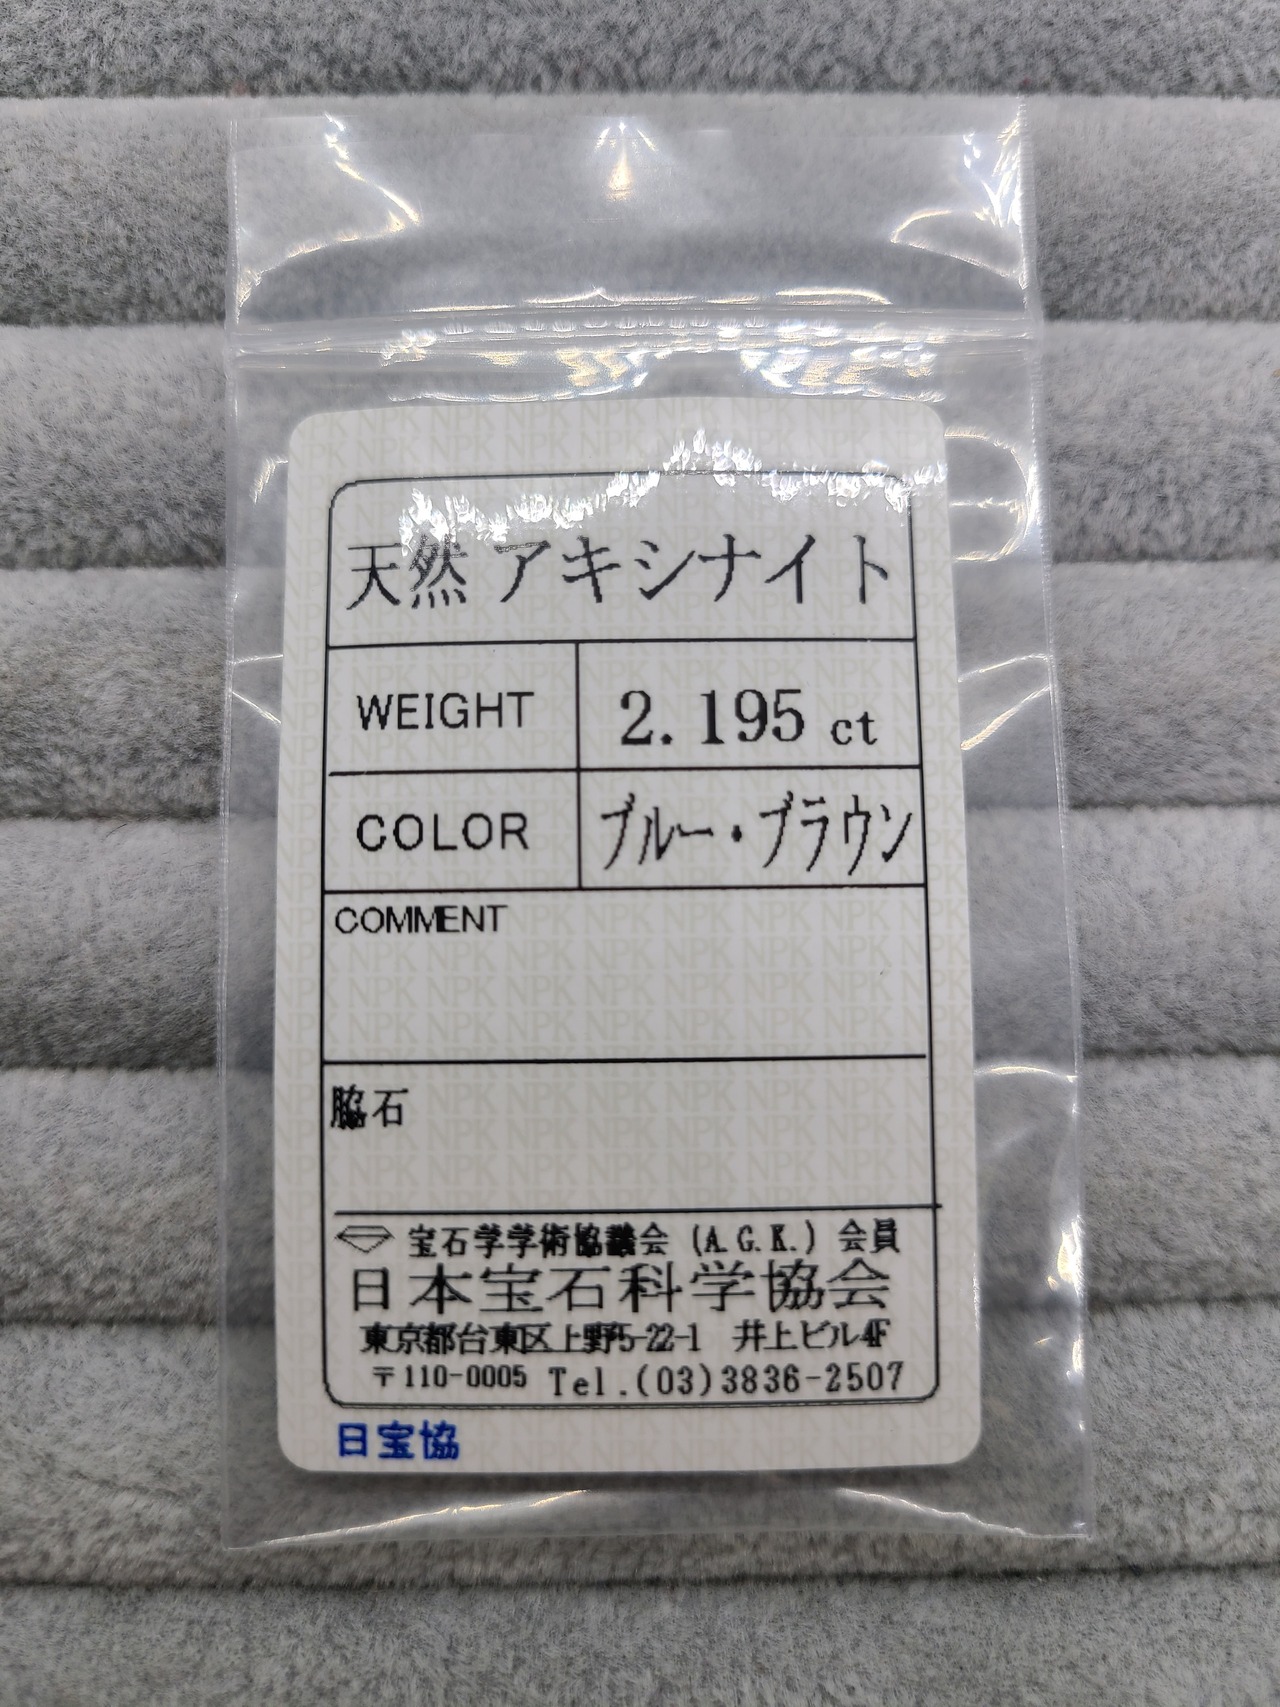 天然 アキシナイト
WEIGHT 2.195 ct
COLOR ブルー・ブラウン
COMMENT
脇石
宝石学学術協議会 (A.G.K.) 会員
日本宝石科学協会
東京都台東区上野5-22-1 井上ビル4F
〒110-0005 Tel.(03)3836-2507
日宝協